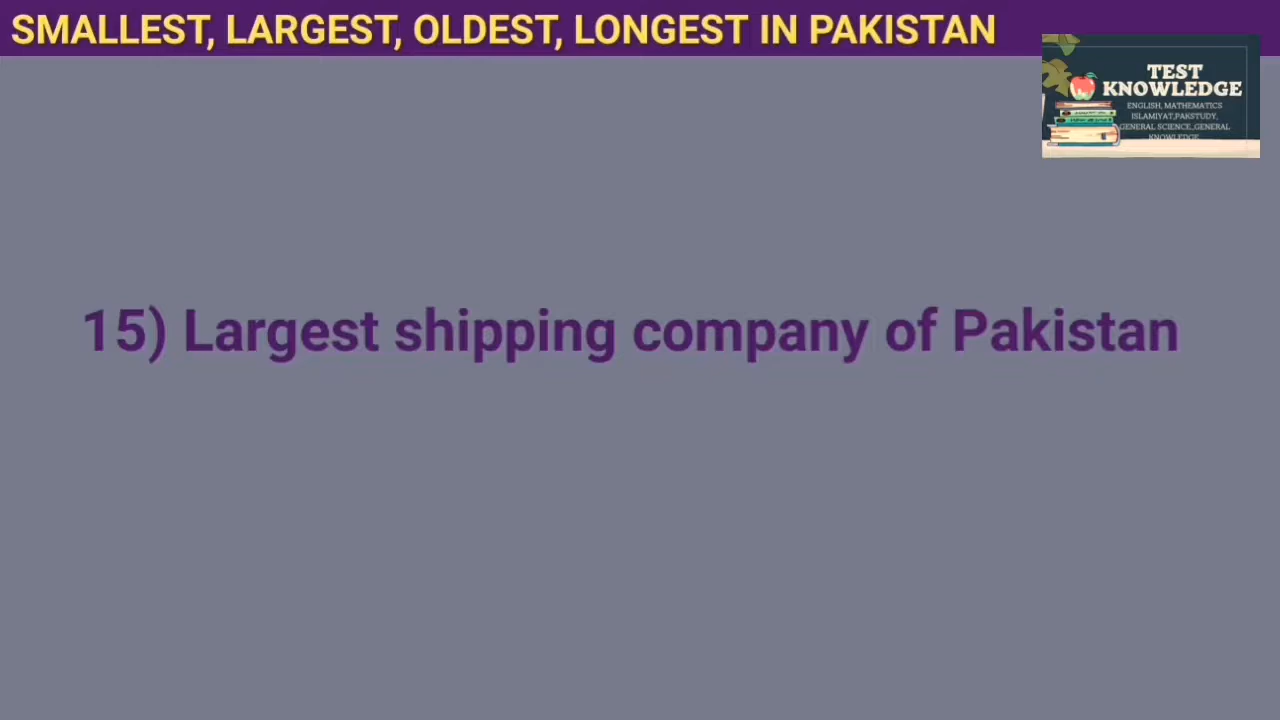 SMALLEST, LARGEST, OLDEST, LONGEST IN PAKISTAN
TEST
KNOWLEDGE
ENGLISH, MATHEMATICS
ISLAMIYAT,PAKSTUDY,
GENERAL SCIENCE,GENERAL
KNOWLEDGE
15) Largest shipping company of Pakistan